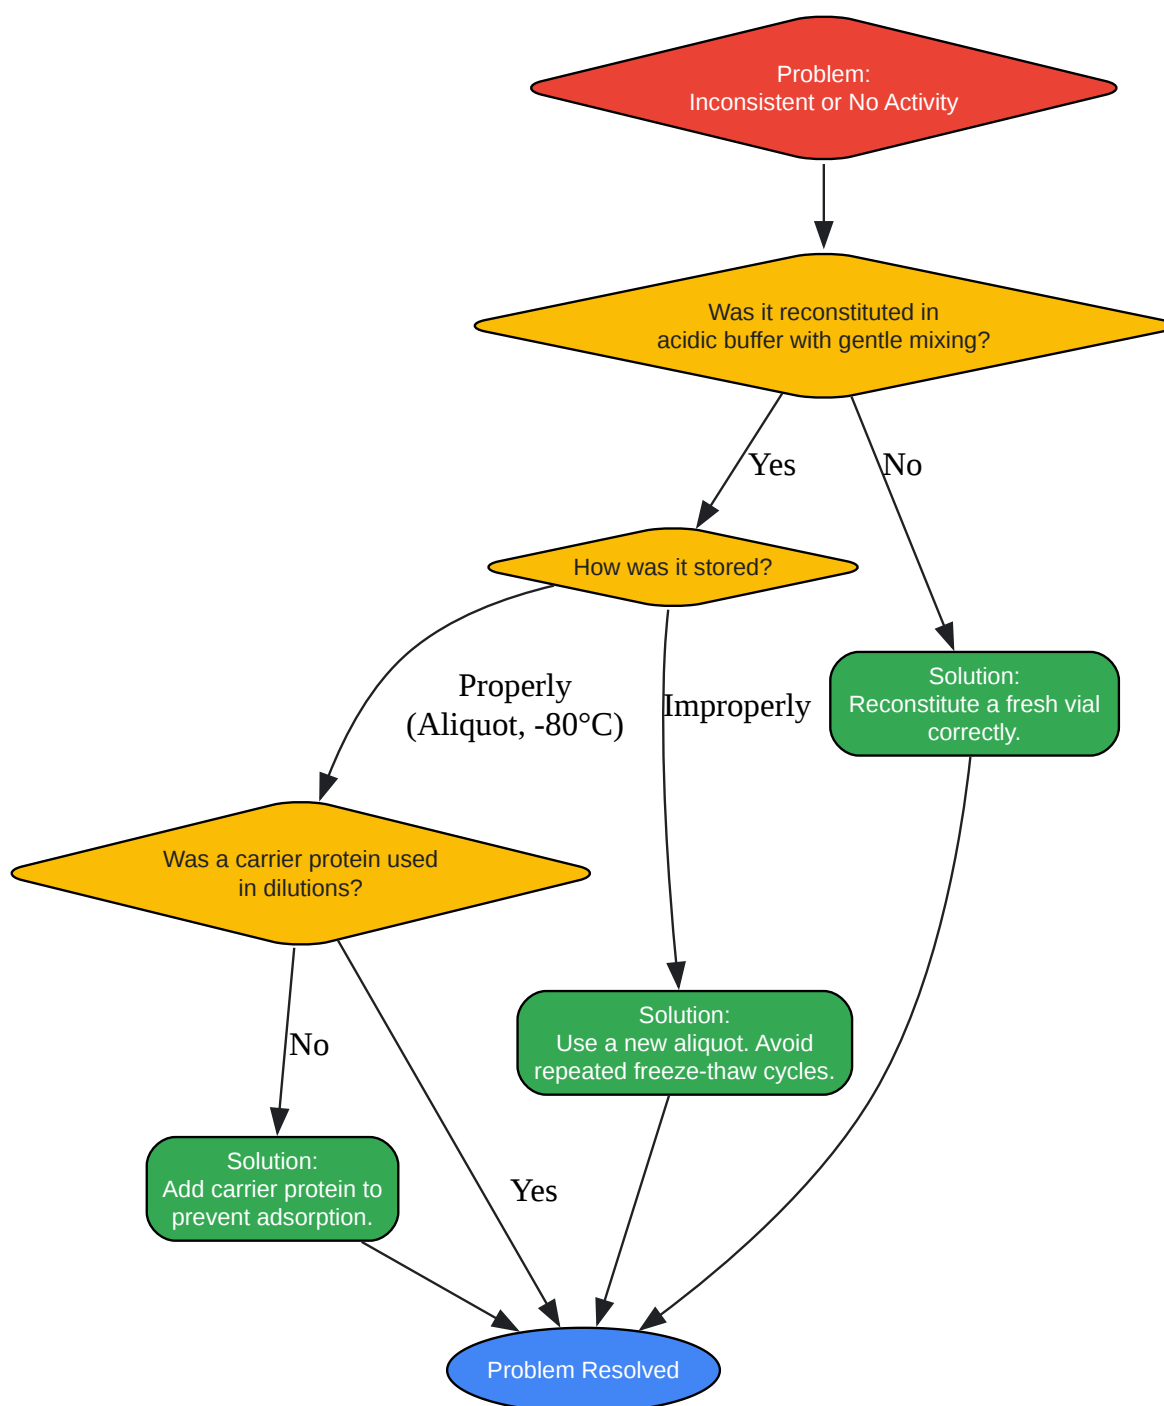 Problem:
Inconsistent or No Activity
Was it reconstituted in
acidic buffer with gentle mixing?
Yes
No
How was it stored?
Properly
(Aliquot, -80°C)
Improperly
Solution:
Reconstitute a fresh vial
correctly.
Was a carrier protein used
in dilutions?
No
Yes
Solution:
Use a new aliquot. Avoid
repeated freeze-thaw cycles.
Solution:
Add carrier protein to
prevent adsorption.
Problem Resolved